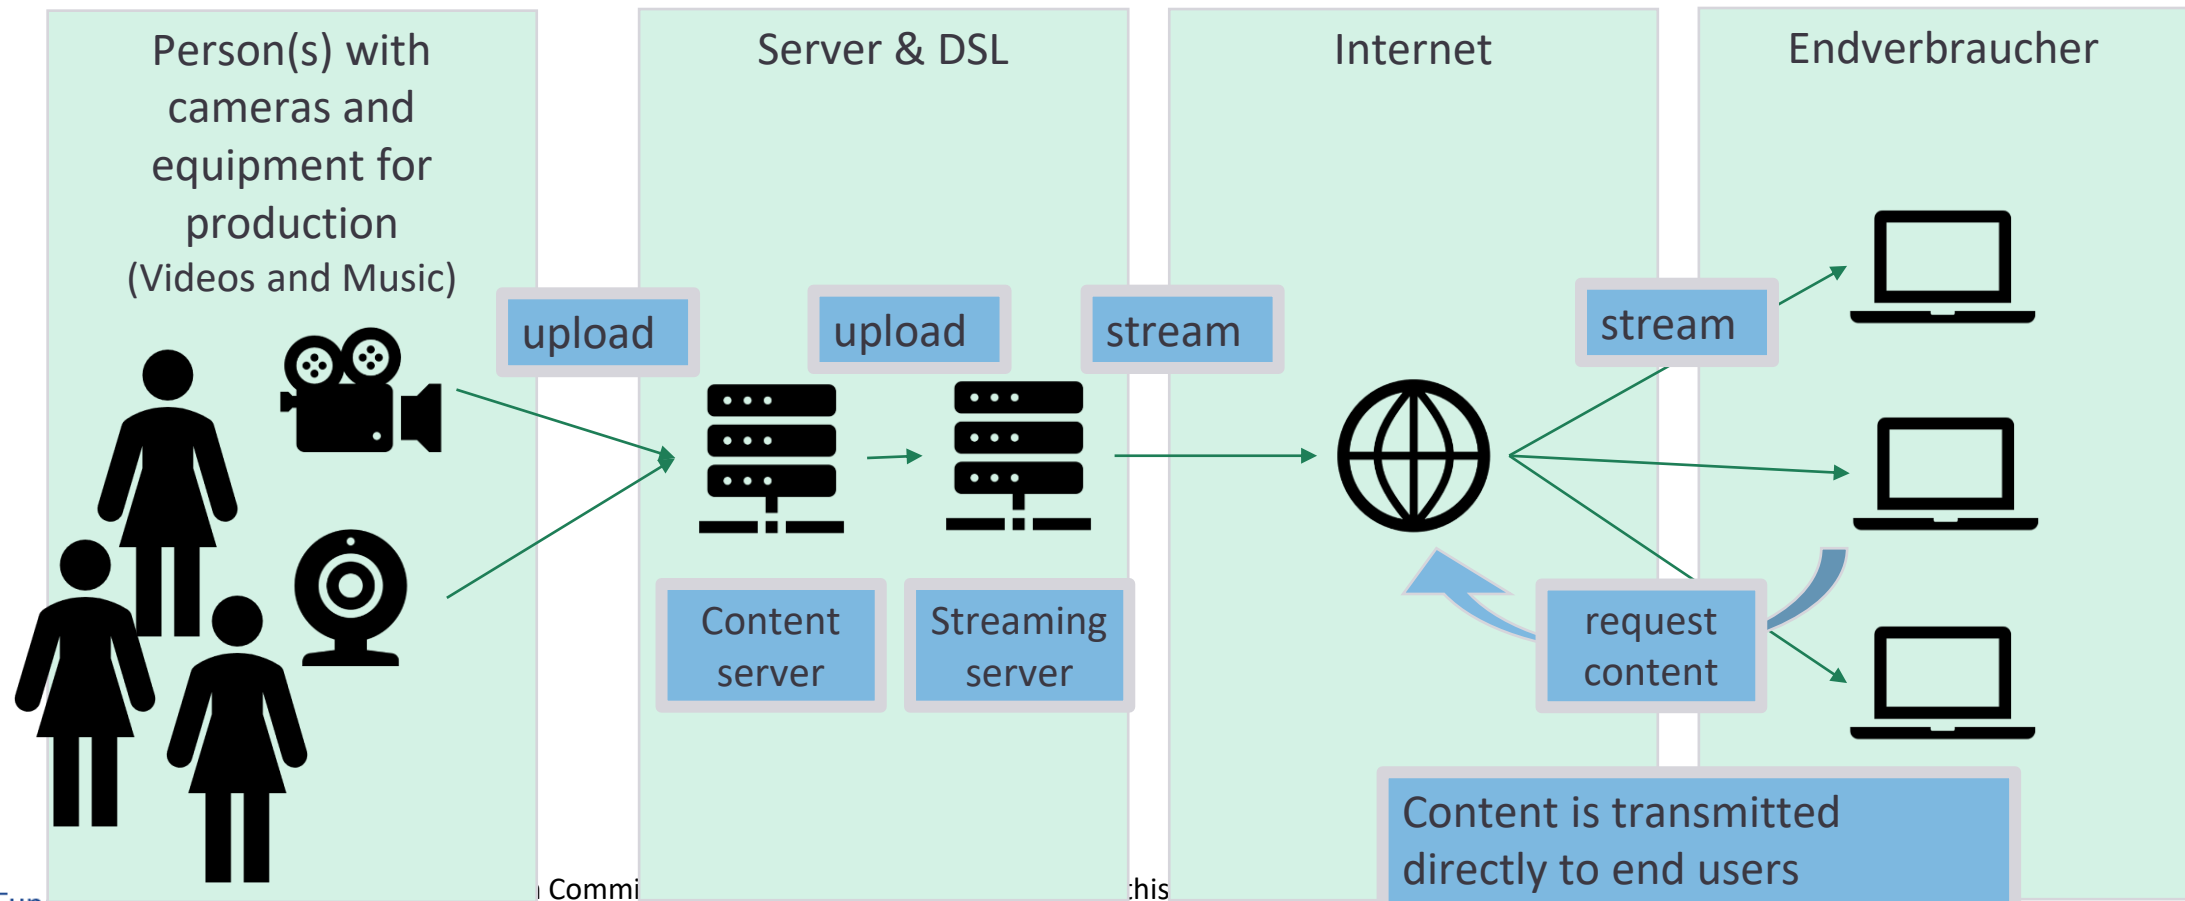 Person(s) with
cameras and
equipment for
production
(Videos and Music)
Server & DSL
Internet
Endverbraucher
upload
upload
stream
stream
Content
server
Streaming
server
request
content
Content is transmitted
directly to end users
this